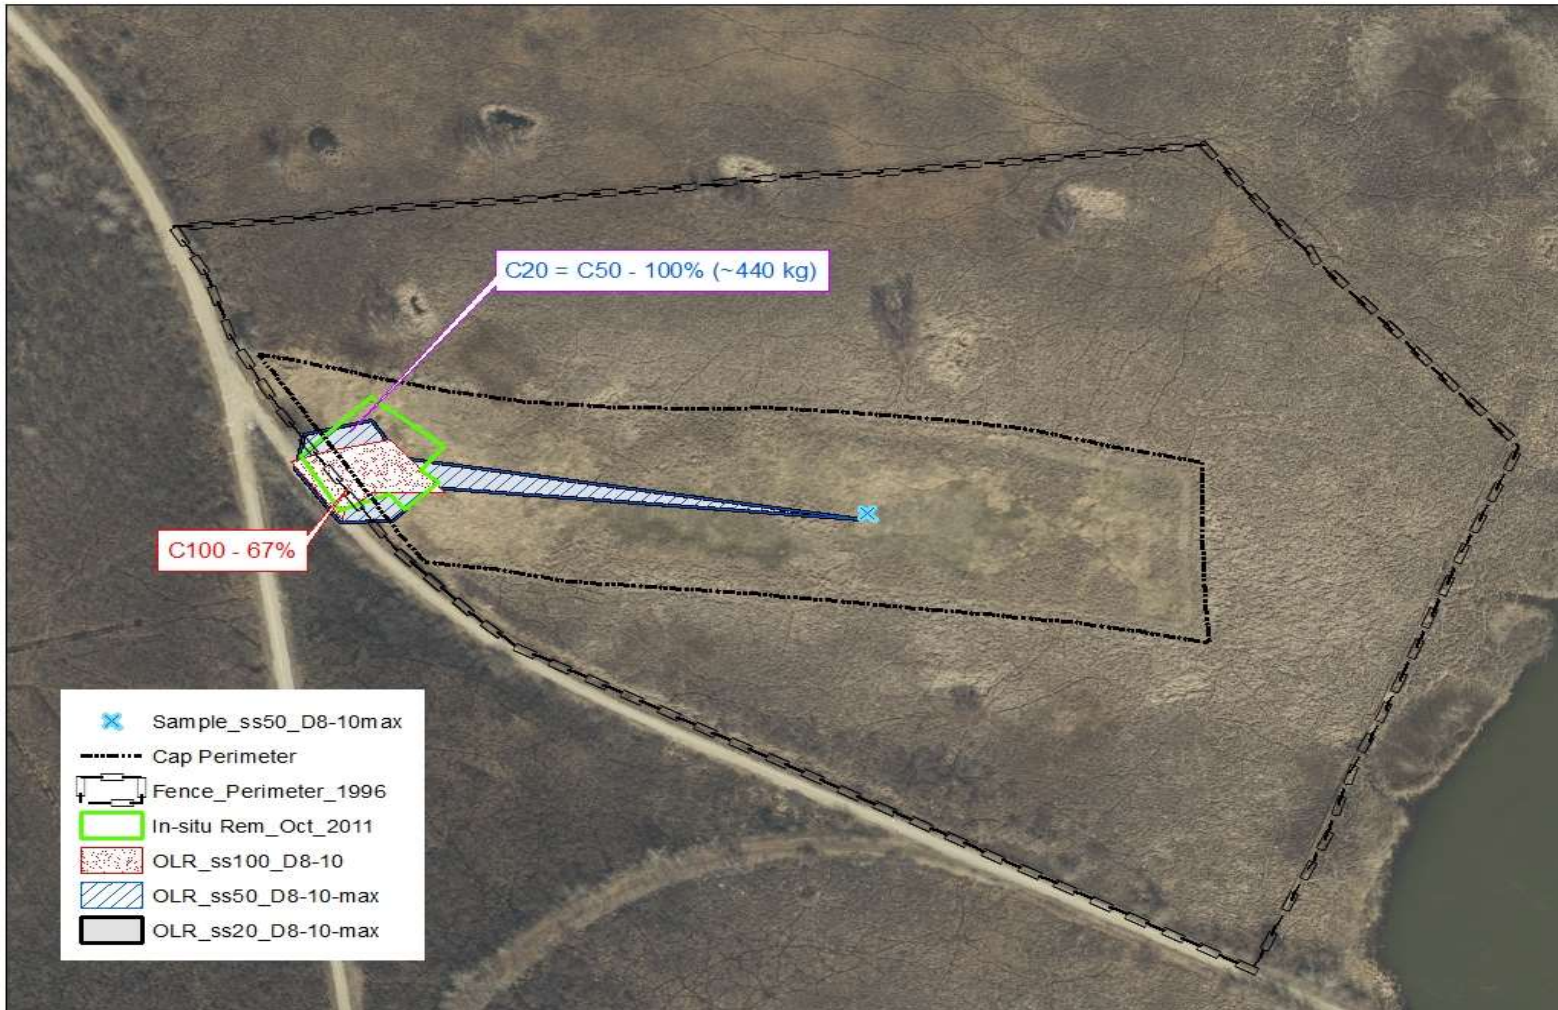 C20 = C50 - 100% (~440 kg)
C100 - 67%
Sample_ss50_D8-10max
Cap Perimeter
Fence_Perimeter_1996
In-situ Rem_Oct_2011
OLR_ss100_D8-10
OLR_ss50_D8-10-max
OLR_ss20_D8-10-max